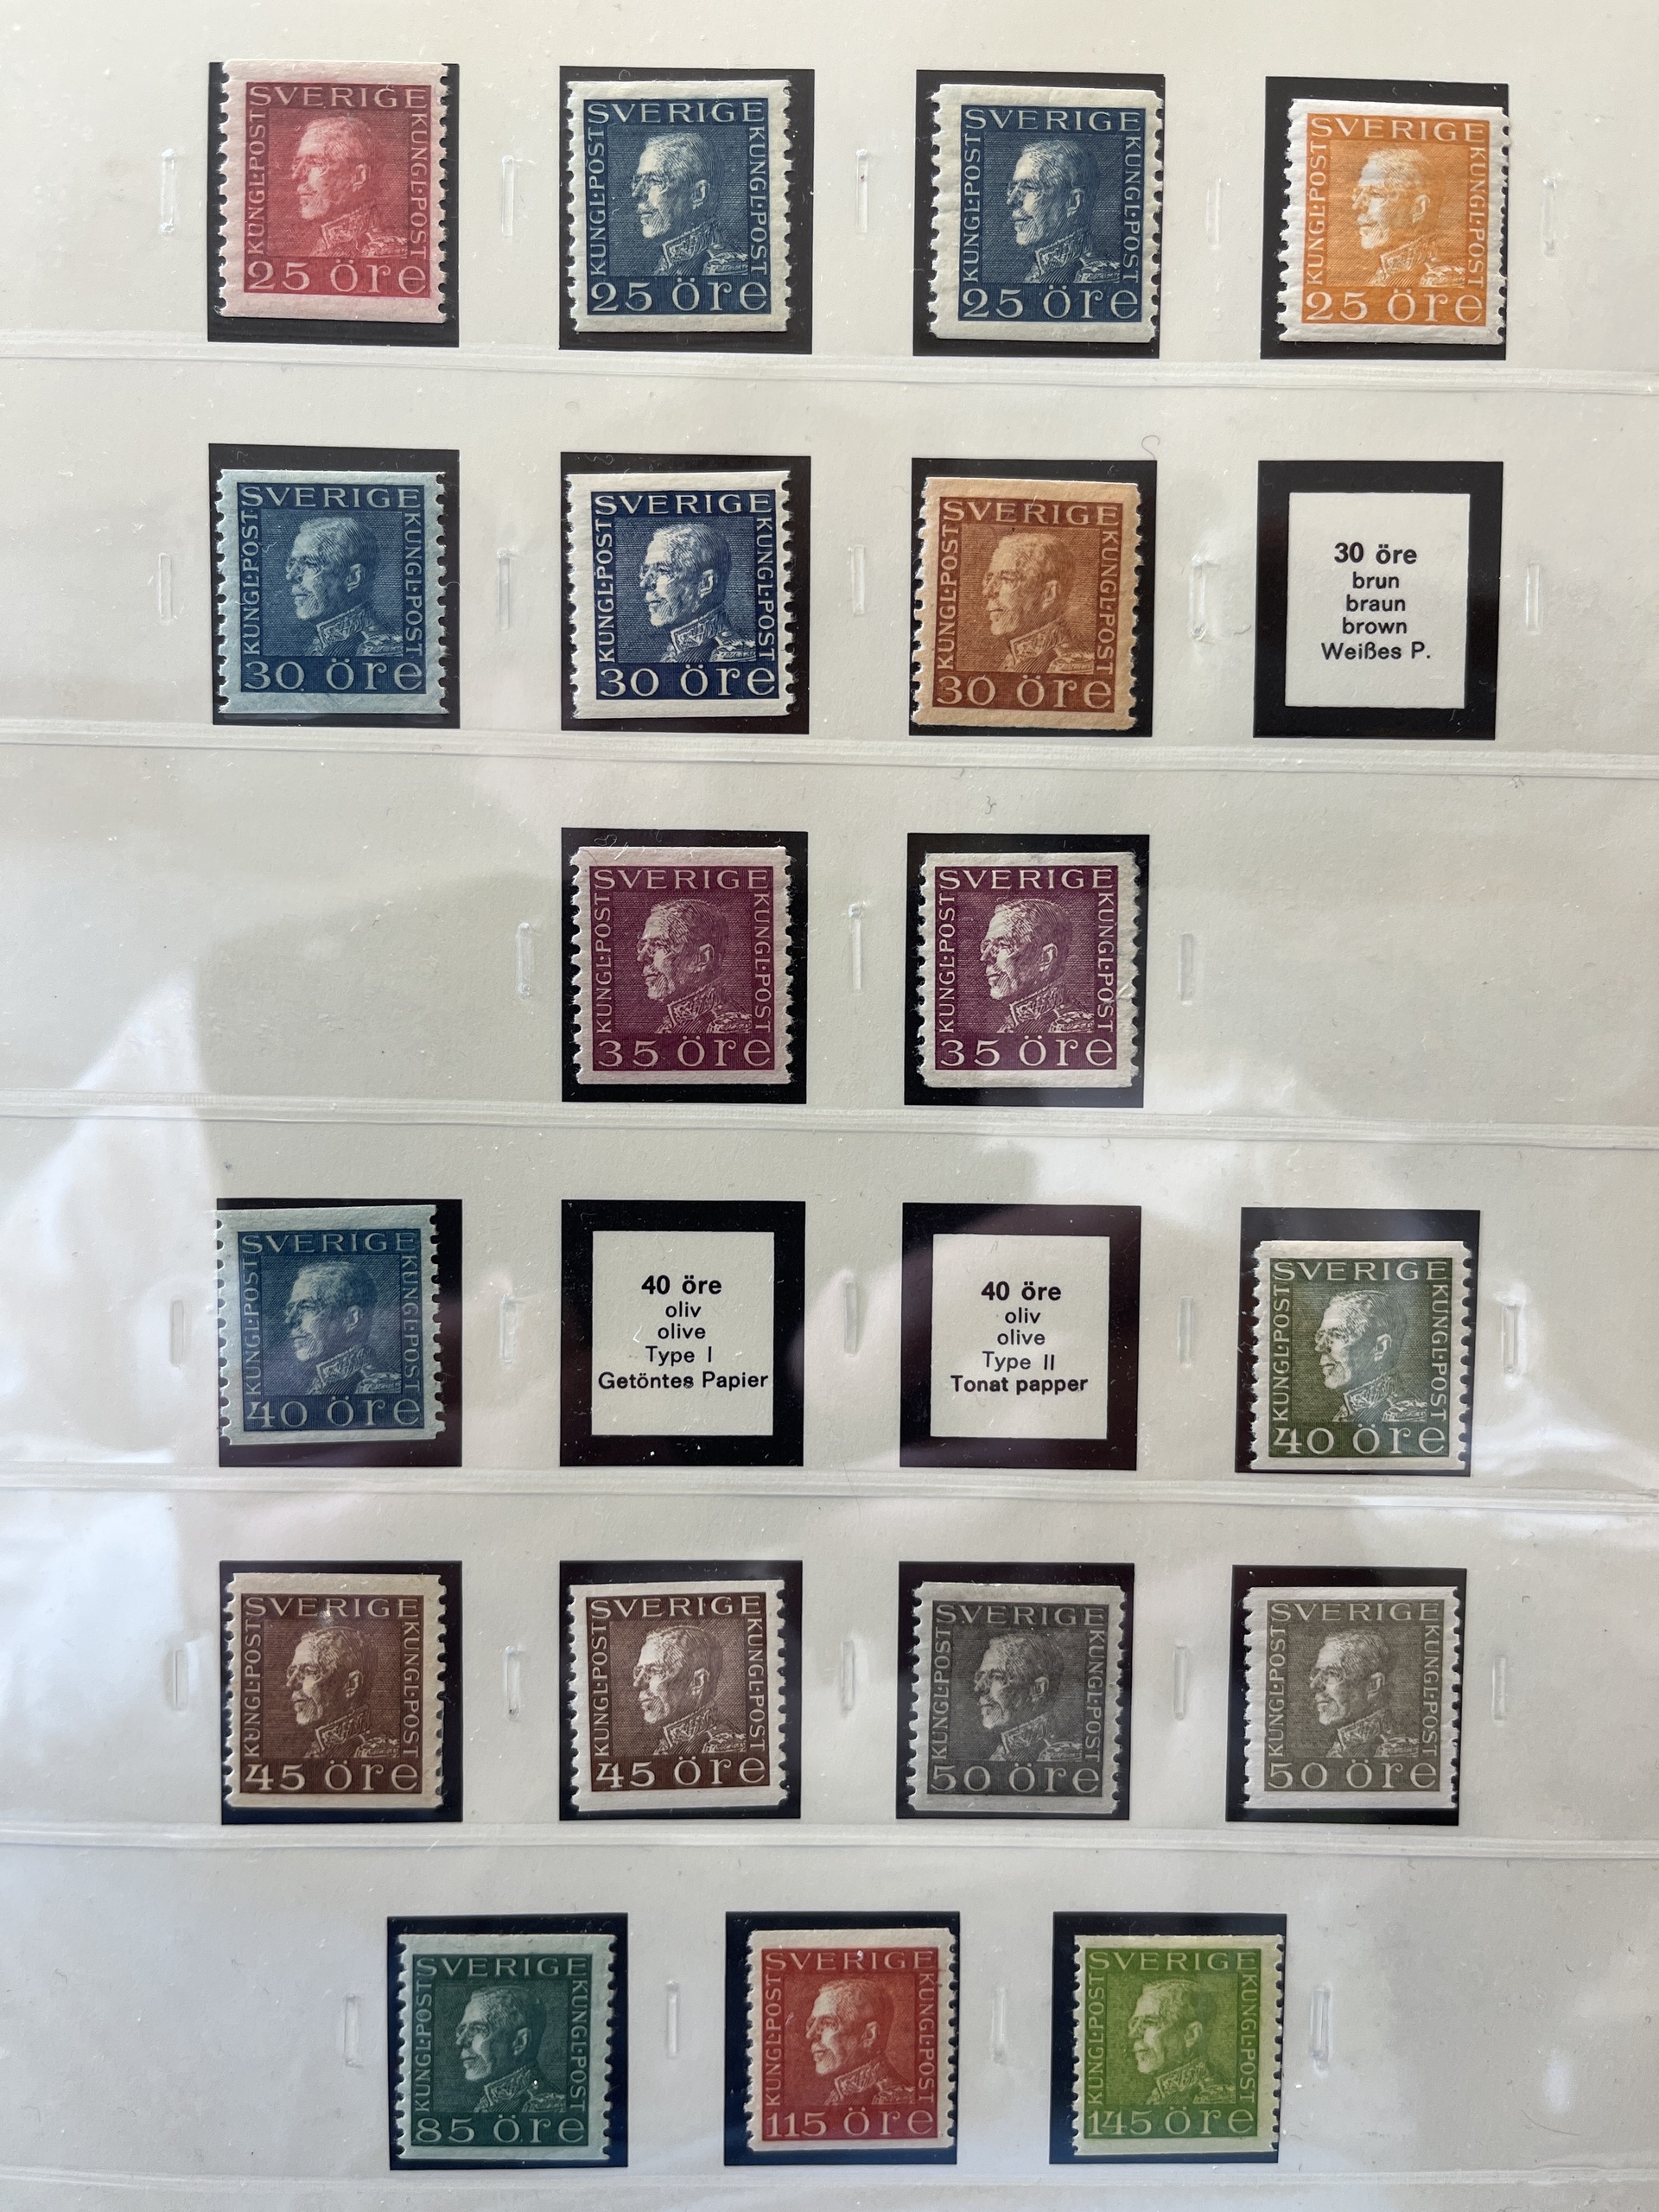 SVERIGE
KUNGL·POST
KUNGL·POST
25 öre
SVERIGE
KUNGL·POST
KUNGL·POST
25 öre
SVERIGE
KUNGL·POST
KUNGL·POST
25 öre
SVERIGE
KUNGL·POST
KUNGL·POST
25 öre
SVERIGE
KUNGL·POST
KUNGL·POST
30 öre
SVERIGE
KUNGL·POST
KUNGL·POST
30 öre
SVERIGE
KUNGL·POST
KUNGL·POST
30 öre
30 öre
brun
braun
brown
Weißes P.
SVERIGE
KUNGL·POST
KUNGL·POST
35 öre
SVERIGE
KUNGL·POST
KUNGL·POST
35 öre
SVERIGE
KUNGL·POST
KUNGL·POST
40 öre
40 öre
oliv
olive
Type I
Getöntes Papier
40 öre
oliv
olive
Type II
Tonat papper
SVERIGE
KUNGL·POST
KUNGL·POST
40 öre
SVERIGE
KUNGL·POST
KUNGL·POST
45 öre
SVERIGE
KUNGL·POST
KUNGL·POST
45 öre
SVERIGE
KUNGL·POST
KUNGL·POST
50 öre
SVERIGE
KUNGL·POST
KUNGL·POST
50 öre
SVERIGE
KUNGL·POST
KUNGL·POST
85 öre
SVERIGE
KUNGL·POST
KUNGL·POST
115 öre
SVERIGE
KUNGL·POST
KUNGL·POST
145 öre